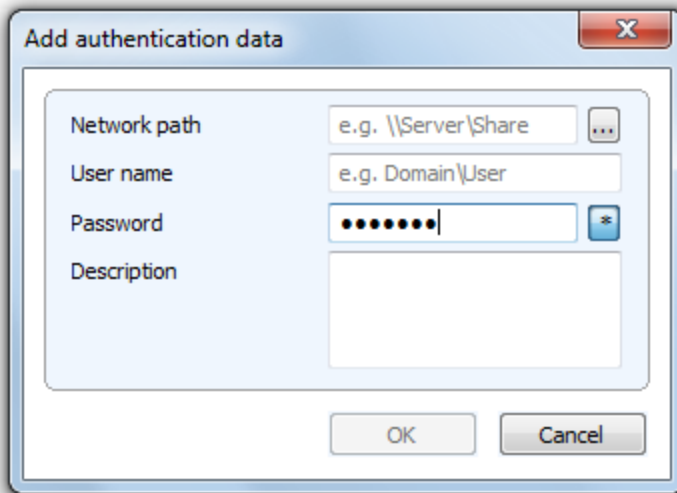 Add authentication data
Network path e.g. \\Server\Share ...
User name e.g. Domain\User
Password ●●●●●●● *
Description
OK Cancel